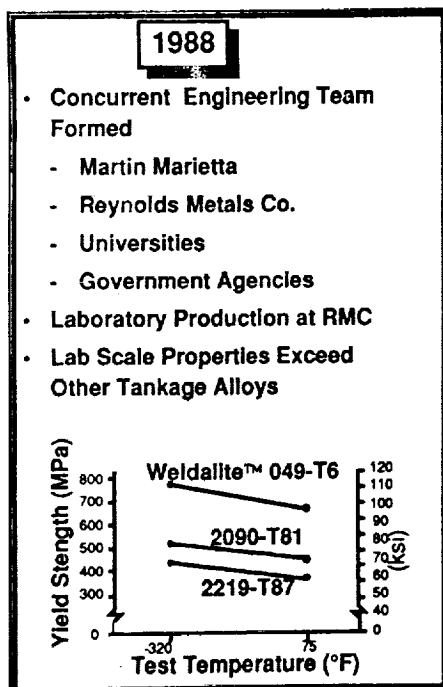 1988
• Concurrent Engineering Team
Formed
- Martin Marietta
- Reynolds Metals Co.
- Universities
- Government Agencies
• Laboratory Production at RMC
• Lab Scale Properties Exceed
Other Tankage Alloys
Yield Stength (MPa)
800
700
600
500
400
300
0
Weldalite™ 049-T6
2090-T81
2219-T87
120
110
100
90
80
70
60
50
40
0
(ksi)
-320
75
Test Temperature (°F)